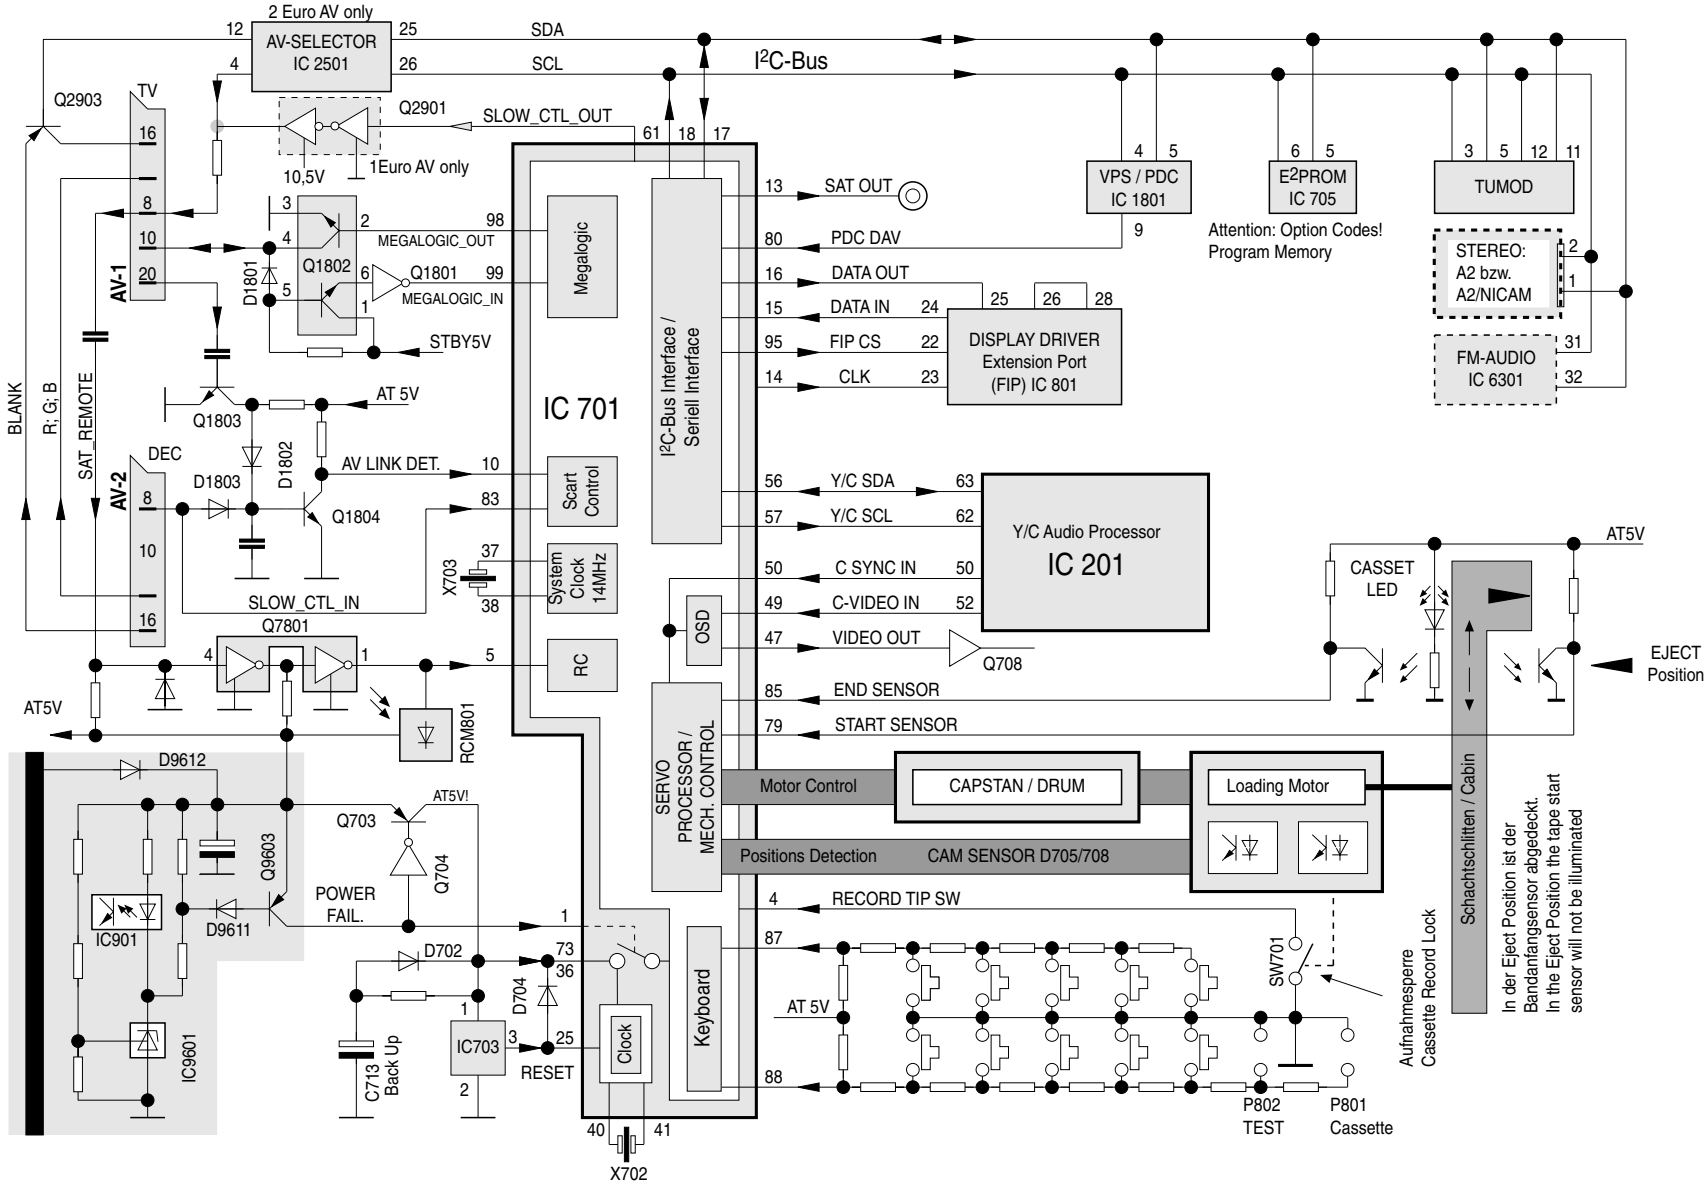 2 Euro AV only
12
AV-SELECTOR
IC 2501
25
SDA
4
26
SCL
I²C-Bus
Q2903
TV
Q2901
SLOW_CTL_OUT
1Euro AV only
10,5V
61
18
17
16
8
10
20
AV-1
3
4
5
2
6
1
Q1802
D1801
Q1801
98
MEGALOGIC_OUT
99
MEGALOGIC_IN
STBY5V
Megalogic
IC 701
I²C-Bus Interface /
Seriell Interface
13
SAT OUT
80
PDC DAV
16
DATA OUT
15
DATA IN
24
95
FIP CS
22
14
CLK
23
25
26
28
DISPLAY DRIVER
Extension Port
(FIP) IC 801
4
5
VPS / PDC
IC 1801
9
6
5
E²PROM
IC 705
Attention: Option Codes!
Program Memory
3
5
12
11
TUMOD
STEREO:
A2 bzw.
A2/NICAM
2
1
FM-AUDIO
IC 6301
31
32
BLANK
R; G; B
SAT_REMOTE
Q1803
AT 5V
D1802
DEC
AV-2
8
10
16
D1803
Q1804
AV LINK DET.
10
83
Scart
Control
SLOW_CTL_IN
X703
37
38
System
Clock
14MHz
56
Y/C SDA
63
57
Y/C SCL
62
50
C SYNC IN
50
49
C-VIDEO IN
52
47
VIDEO OUT
Q708
Y/C Audio Processor
IC 201
OSD
AT5V
CASSET
LED
EJECT
Position
85
END SENSOR
79
START SENSOR
Q7801
4
1
5
RC
AT5V
RCM801
SERVO
PROCESSOR /
MECH. CONTROL
Motor Control
CAPSTAN / DRUM
Loading Motor
Positions Detection
CAM SENSOR D705/708
Schachtschlitten / Cabin
In der Eject Position ist der
Bandanfangsensor abgedeckt.
In the Eject Position the tape start
sensor will not be illuminated
D9612
AT5V!
Q703
Q704
Q9603
IC901
D9611
IC9601
POWER
FAIL.
1
D702
73
36
D704
1
IC703
3
2
25
RESET
C713
Back Up
Clock
40
41
X702
Keyboard
4
RECORD TIP SW
87
AT 5V
88
SW701
Aufnahmesperre
Cassette Record Lock
P802
TEST
P801
Cassette